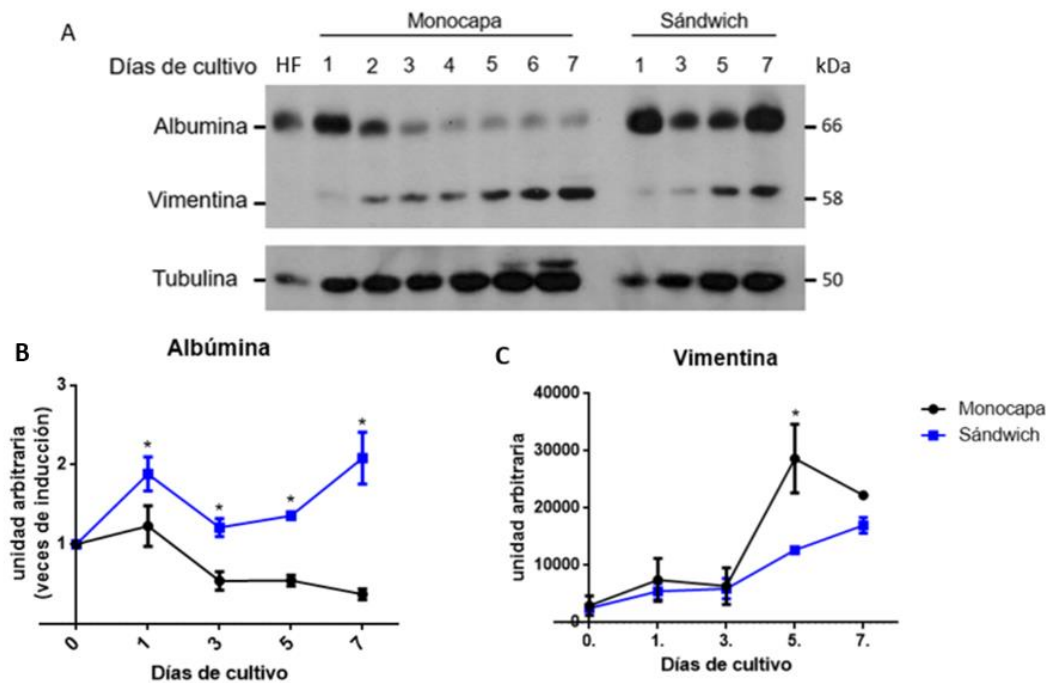 A
Monocapa Sándwich
Días de cultivo HF 1 2 3 4 5 6 7 1 3 5 7 kDa
Albumina 66
Vimentina 58
Tubulina 50
B
Albúmina
unidad arbitraria
(veces de inducción)
3
2
1
0 1 3 5 7
* * * *
Días de cultivo
C
Vimentina
unidad arbitraria
40000
30000
20000
10000
0
0. 1. 3. 5. 7.
*
Días de cultivo
Monocapa
Sándwich